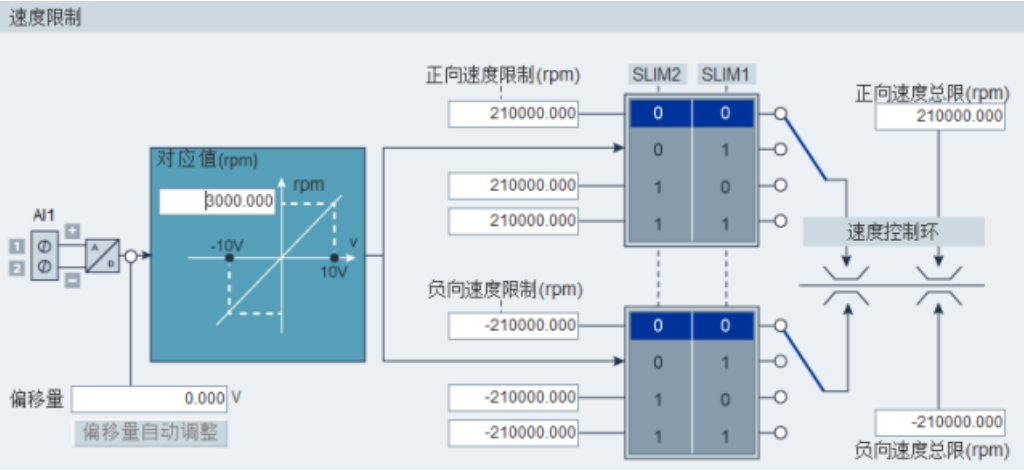 速度限制
正向速度限制(rpm)
SLIM2 SLIM1
正向速度总限(rpm)
210000.000
0 0
210000.000
对应值(rpm)
0 1
3000.000
rpm
210000.000
1 0
AI1
210000.000
1 1
-10V
v
速度控制环
1
+
A
D
2
-
10V
负向速度限制(rpm)
-210000.000
0 0
0 1
偏移量 0.000 V
-210000.000
1 0
-210000.000
偏移量自动调整
-210000.000
1 1
负向速度总限(rpm)